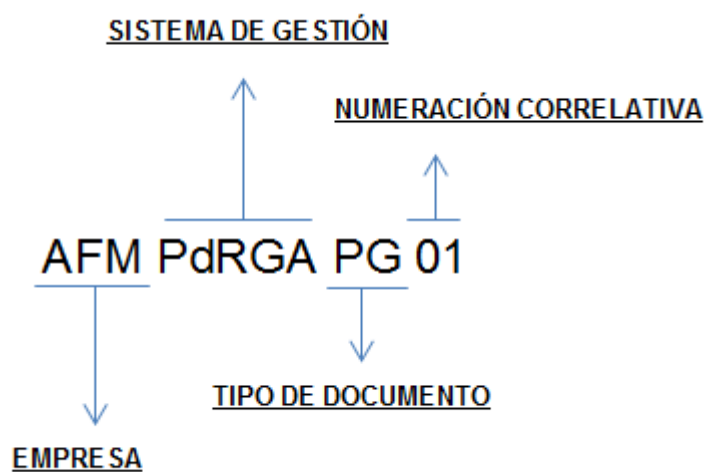 SISTEMA DE GESTIÓN
NUMERACIÓN CORRELATIVA
AFM PdRGA PG 01
TIPO DE DOCUMENTO
EMPRESA